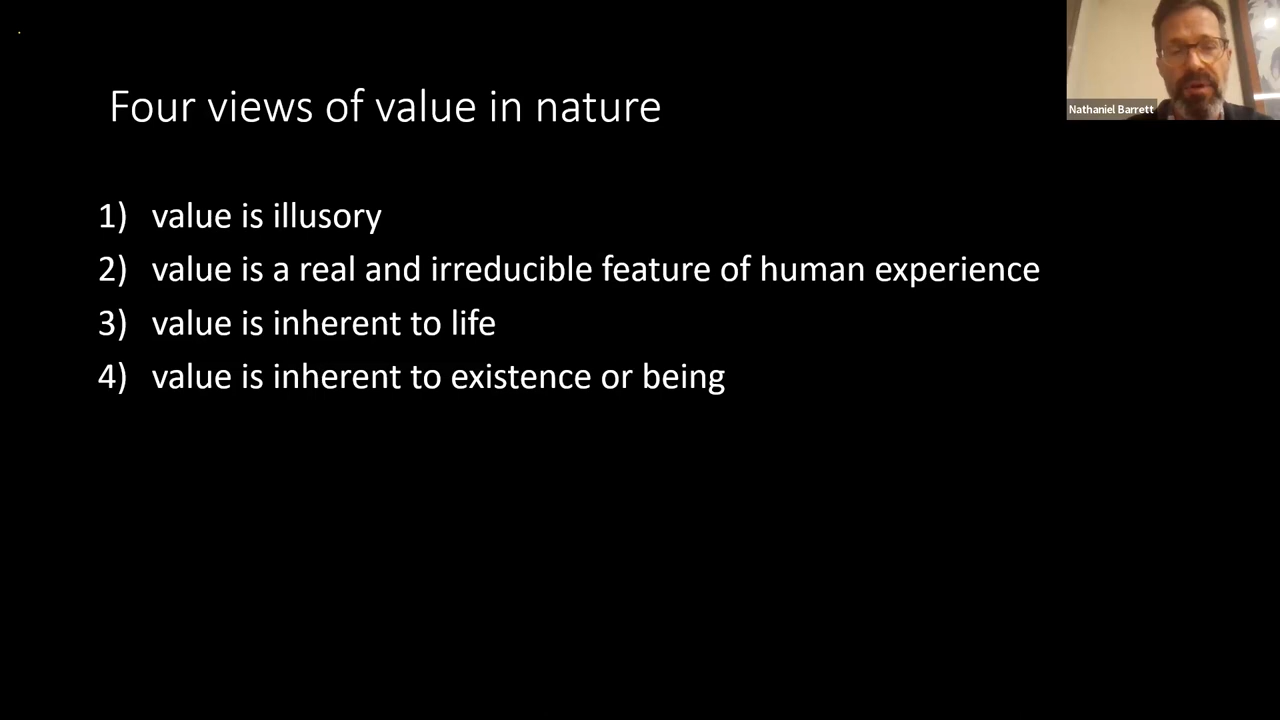 Four views of value in nature
Nathaniel Barrett
1) value is illusory
2) value is a real and irreducible feature of human experience
3) value is inherent to life
4) value is inherent to existence or being